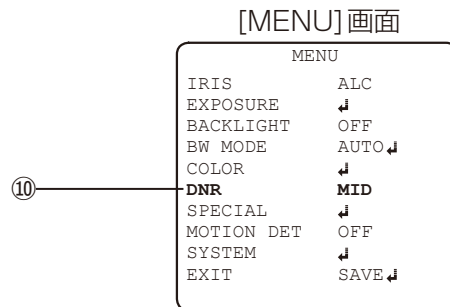 [MENU]画面
MENU
IRIS ALC
EXPOSURE ↲
BACKLIGHT OFF
BW MODE AUTO↲
COLOR ↲
⑩ DNR MID
SPECIAL ↲
MOTION DET OFF
SYSTEM ↲
EXIT SAVE↲